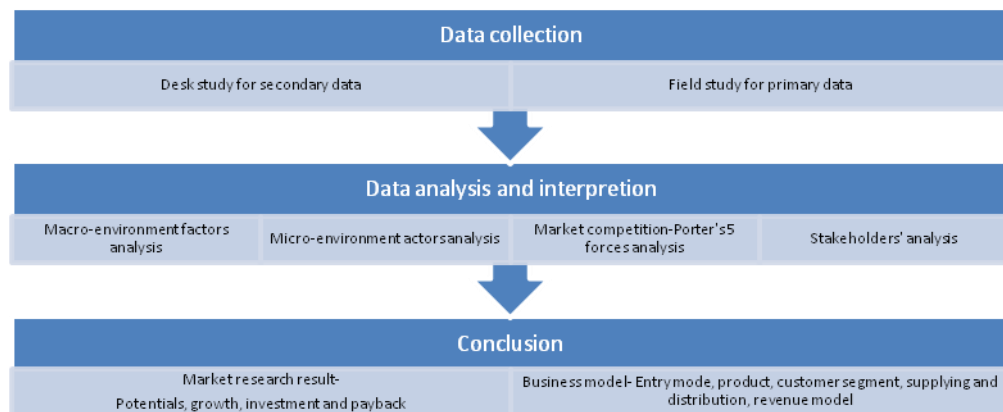 Data collection
Desk study for secondary data
Field study for primary data
Data analysis and interpretion
Macro-environment factors
analysis
Micro-environment actors analysis
Market competition-Porter's 5
forces analysis
Stakeholders' analysis
Conclusion
Market research result-
Potentials, growth, investment and payback
Business model- Entry mode, product, customer segment, supplying and
distribution, revenue model